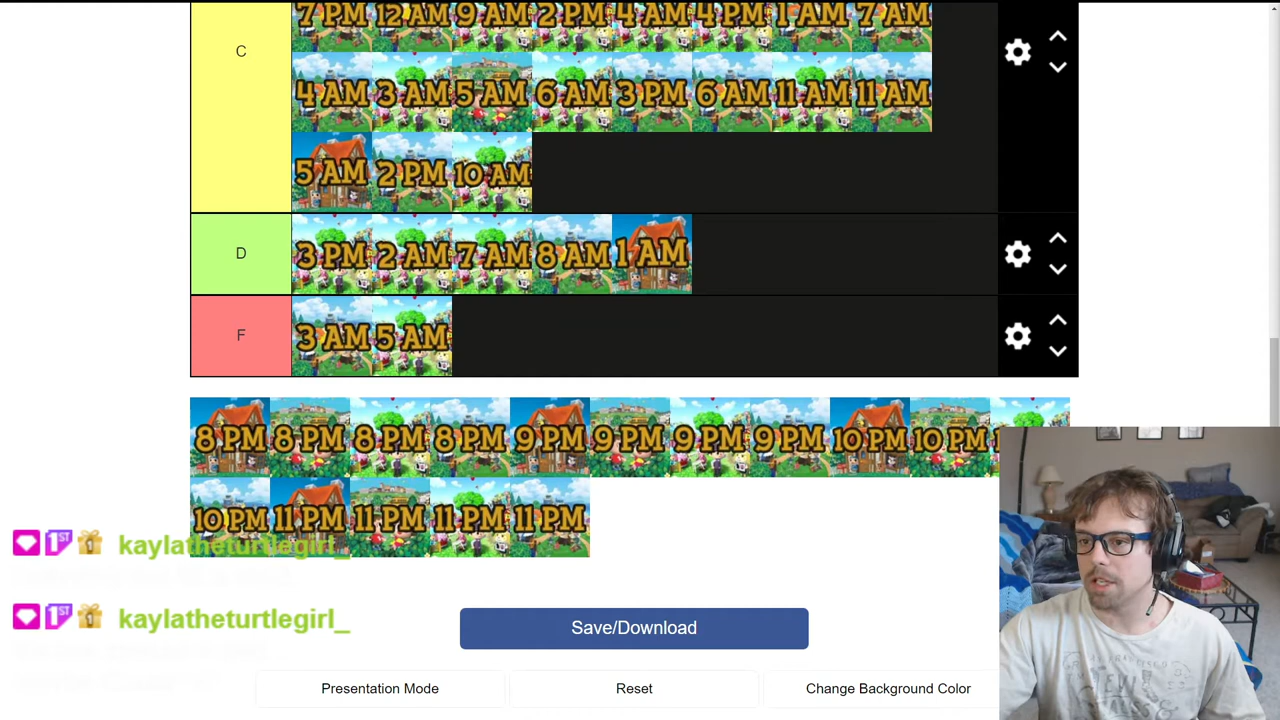 C
7 PM 12 AM 9 AM 2 PM 4 AM 4 PM 1 AM 7 AM
4 AM 3 AM 5 AM 6 AM 3 PM 6 AM 11 AM 11 AM
5 AM 2 PM 10 AM
D
3 PM 2 AM 7 AM 8 AM 1 AM
F
3 AM 5 AM
8 PM 8 PM 8 PM 8 PM 9 PM 9 PM 9 PM 9 PM 10 PM 10 PM
10 PM 11 PM 11 PM 11 PM 11 PM
1ST kaylatheturtlegirl_
1ST kaylatheturtlegirl_
Save/Download
Presentation Mode
Reset
Change Background Color